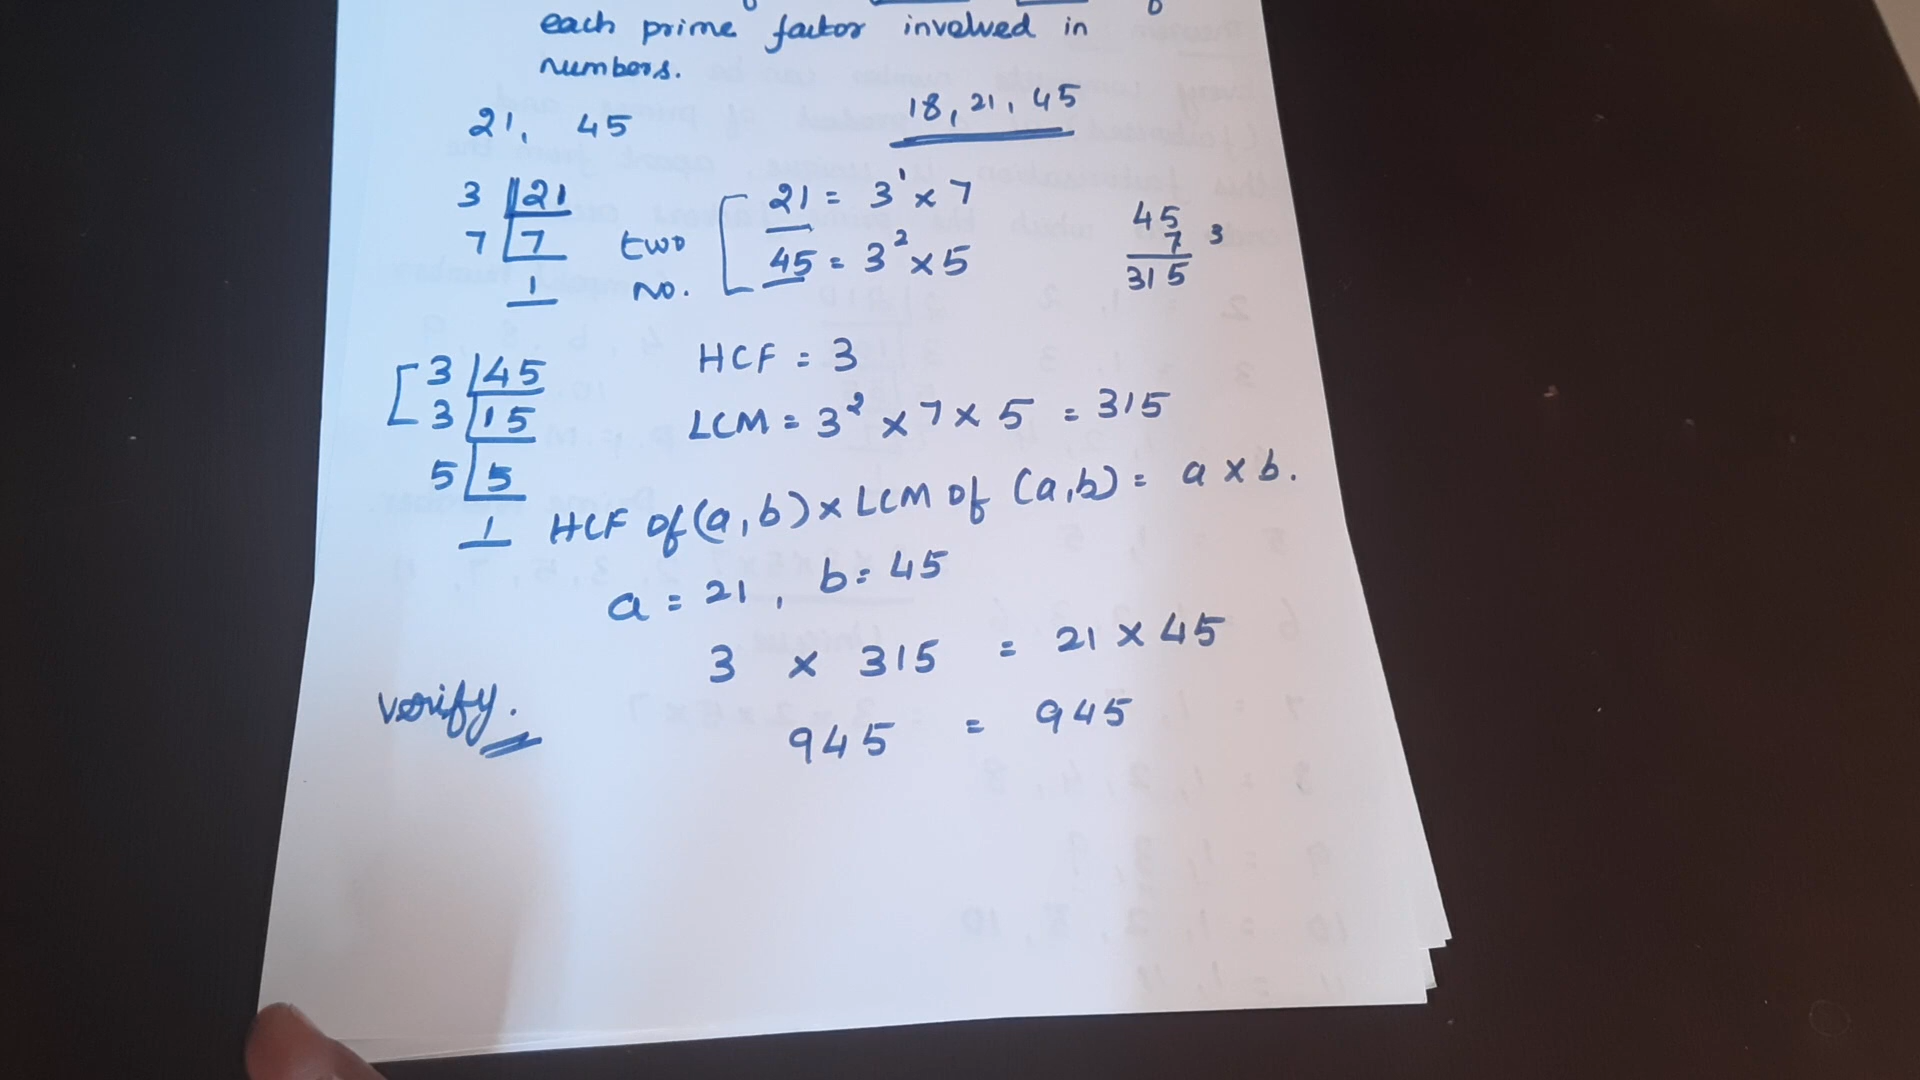 each prime factor involved in
numbers.
21, 45
18, 21, 45
3 | 21
7 | 7
1
two
no.
21 = 3¹ × 7
45 = 3² × 5
45
7 3
315
3 | 45
3 | 15
5 | 5
1
HCF = 3
LCM = 3² × 7 × 5 = 315
HCF of (a, b) × LCM of (a, b) = a × b.
a = 21, b = 45
3 × 315 = 21 × 45
verify.
945 = 945